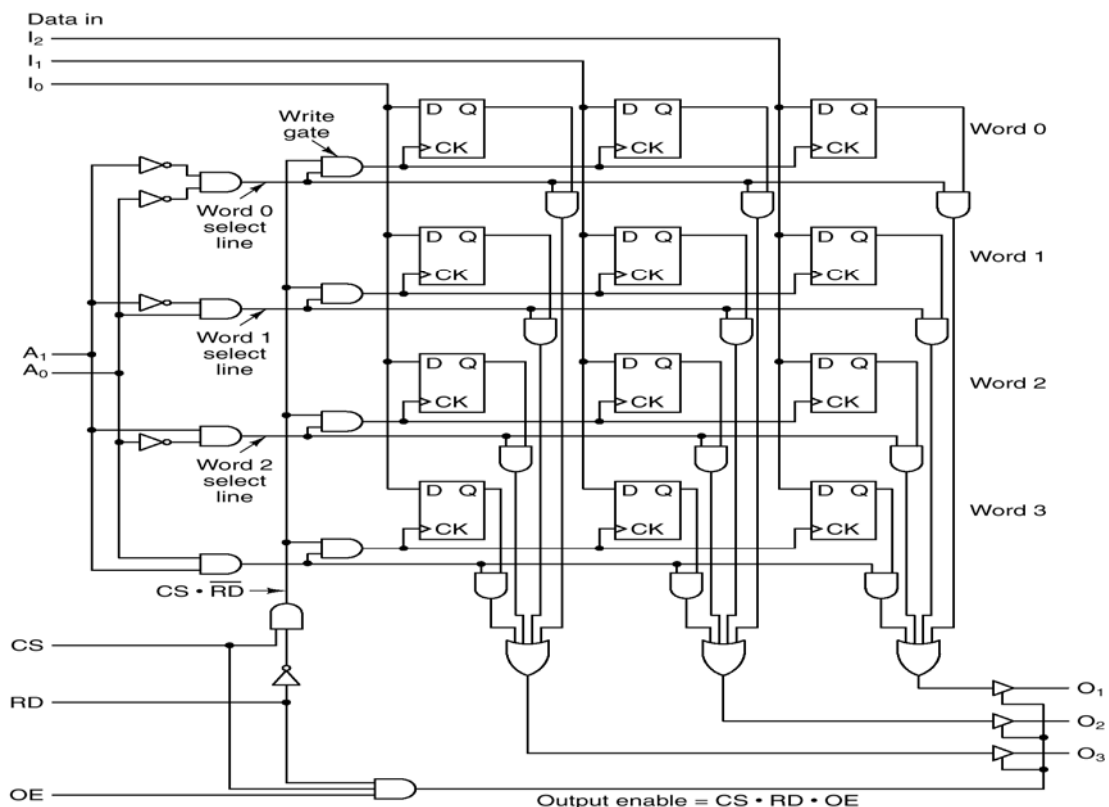 Data in
I₂
I₁
I₀
Write
gate
D Q
CK
D Q
CK
D Q
CK
Word 0
Word 0
select
line
D Q
CK
D Q
CK
D Q
CK
Word 1
Word 1
select
line
A₁
A₀
D Q
CK
D Q
CK
D Q
CK
Word 2
Word 2
select
line
D Q
CK
D Q
CK
D Q
CK
Word 3
CS • R̅D̅
CS
RD
OE
O₁
O₂
O₃
Output enable = CS • RD • OE